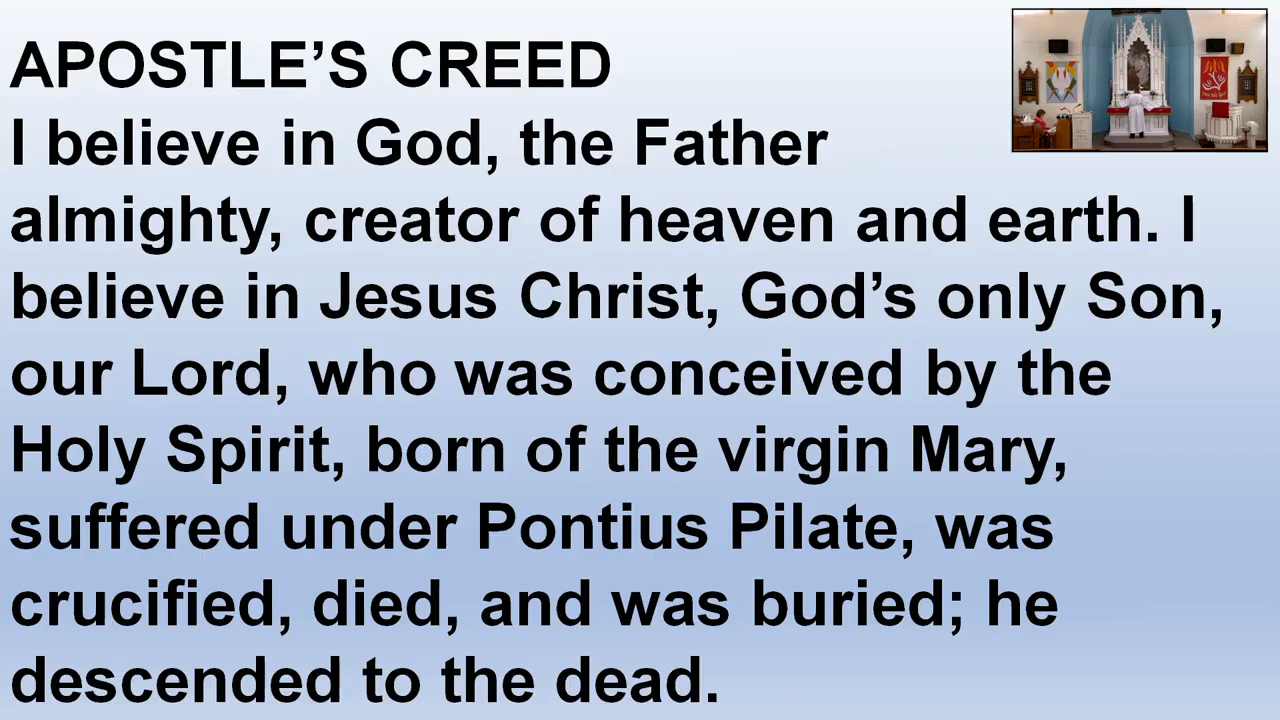 APOSTLE’S CREED
I believe in God, the Father
almighty, creator of heaven and earth. I
believe in Jesus Christ, God’s only Son,
our Lord, who was conceived by the
Holy Spirit, born of the virgin Mary,
suffered under Pontius Pilate, was
crucified, died, and was buried; he
descended to the dead.